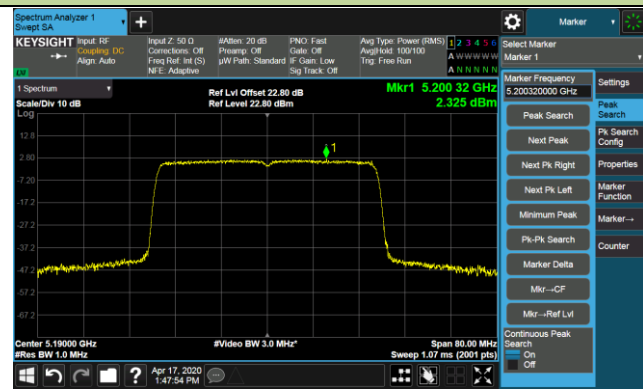 Spectrum Analyzer 1
Swept SA
+
Marker
KEYSIGHT
Input: RF
Coupling: DC
Align: Auto
Input Z: 50 Ω
Corrections: Off
Freq Ref: Int (S)
NFE: Adaptive
#Atten: 20 dB
Preamp: Off
µW Path: Standard
PNO: Fast
Gate: Off
IF Gain: Low
Sig Track: Off
Avg Type: Power (RMS)
Avg|Hold: 100/100
Trig: Free Run
1 2 3 4 5 6
A W W W W W
A N N N N N
Select Marker
Marker 1
1 Spectrum
Scale/Div 10 dB
Log
Ref Lvl Offset 22.80 dB
Ref Level 22.80 dBm
Mkr1 5.200 32 GHz
2.325 dBm
12.8
2.80
-7.20
-17.2
-27.2
-37.2
-47.2
-57.2
-67.2
1
Center 5.19000 GHz
#Res BW 1.0 MHz
#Video BW 3.0 MHz*
Span 80.00 MHz
Sweep 1.07 ms (2001 pts)
Marker Frequency
5.200320000 GHz
Peak Search
Next Peak
Next Pk Right
Next Pk Left
Minimum Peak
Pk-Pk Search
Marker Delta
Mkr→CF
Mkr→Ref Lvl
Continuous Peak
Search
On
Off
Settings
Peak
Search
Pk Search
Config
Properties
Marker
Function
Marker→
Counter
?
Apr 17, 2020
1:47:54 PM